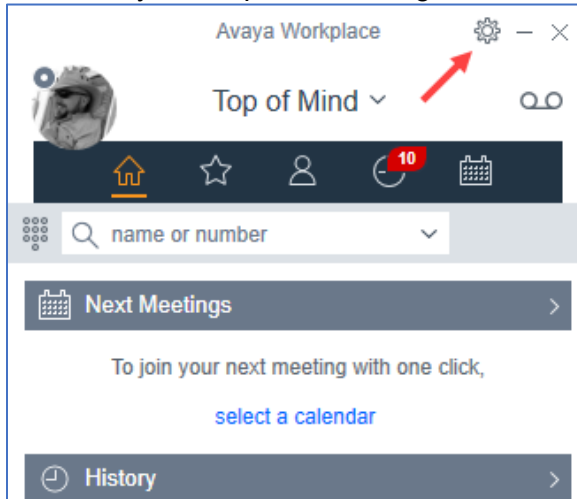 Avaya Workplace
Top of Mind
10
name or number
Next Meetings
To join your next meeting with one click,
select a calendar
History